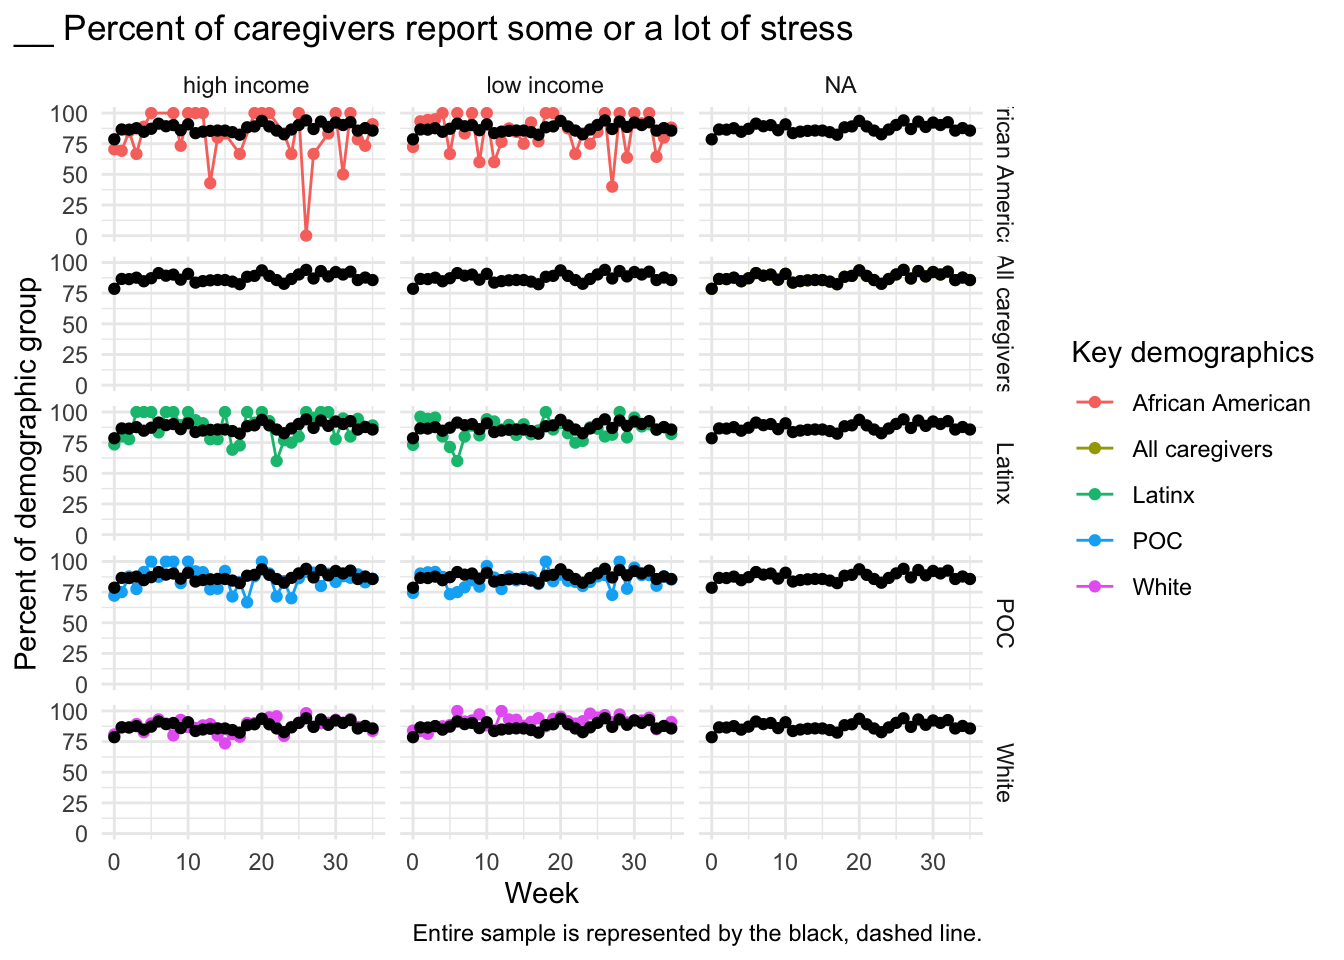 __ Percent of caregivers report some or a lot of stress
high income low income NA
100
75
50
25
0
rican America
100
75
50
25
0
All caregivers
100
75
50
25
0
Latinx
100
75
50
25
0
POC
100
75
50
25
0
White
0 10 20 30 0 10 20 30 0 10 20 30
Week
Percent of demographic group
Key demographics
African American
All caregivers
Latinx
POC
White
Entire sample is represented by the black, dashed line.